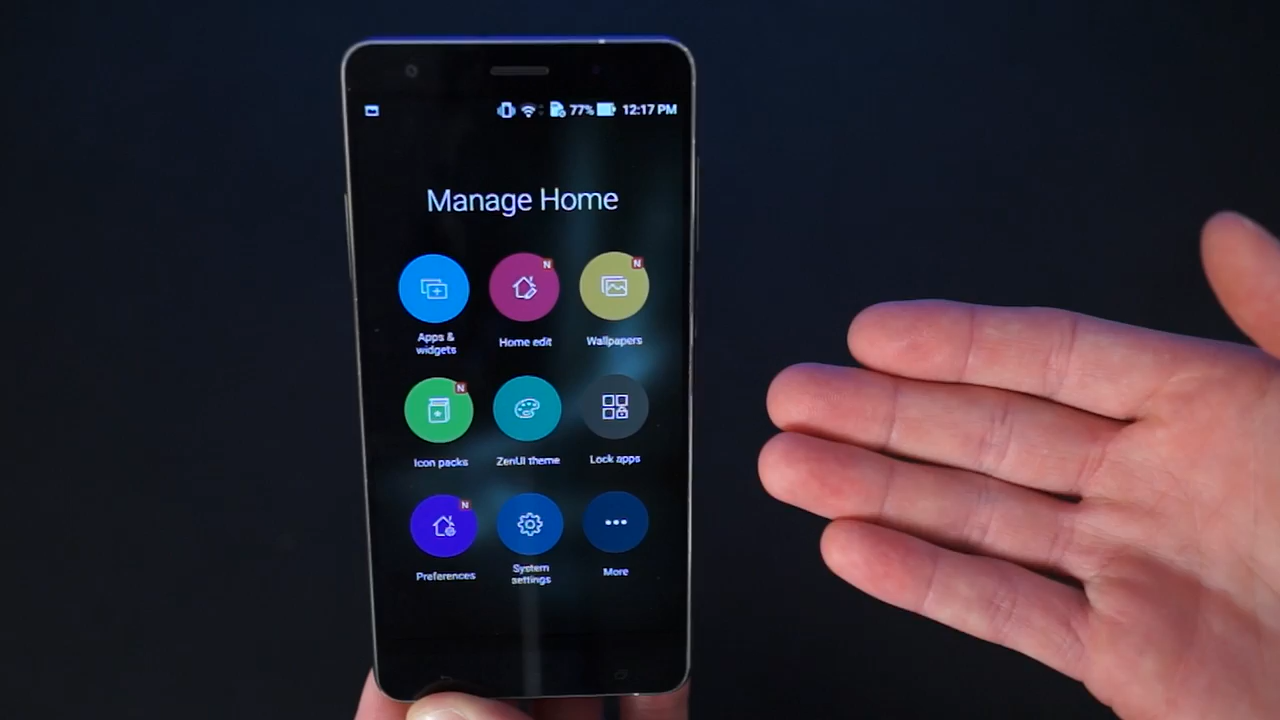 77% 12:17 PM
Manage Home
N
N
Apps &
widgets
Home edit
Wallpapers
N
Icon packs
ZenUI theme
Lock apps
N
Preferences
System
settings
More